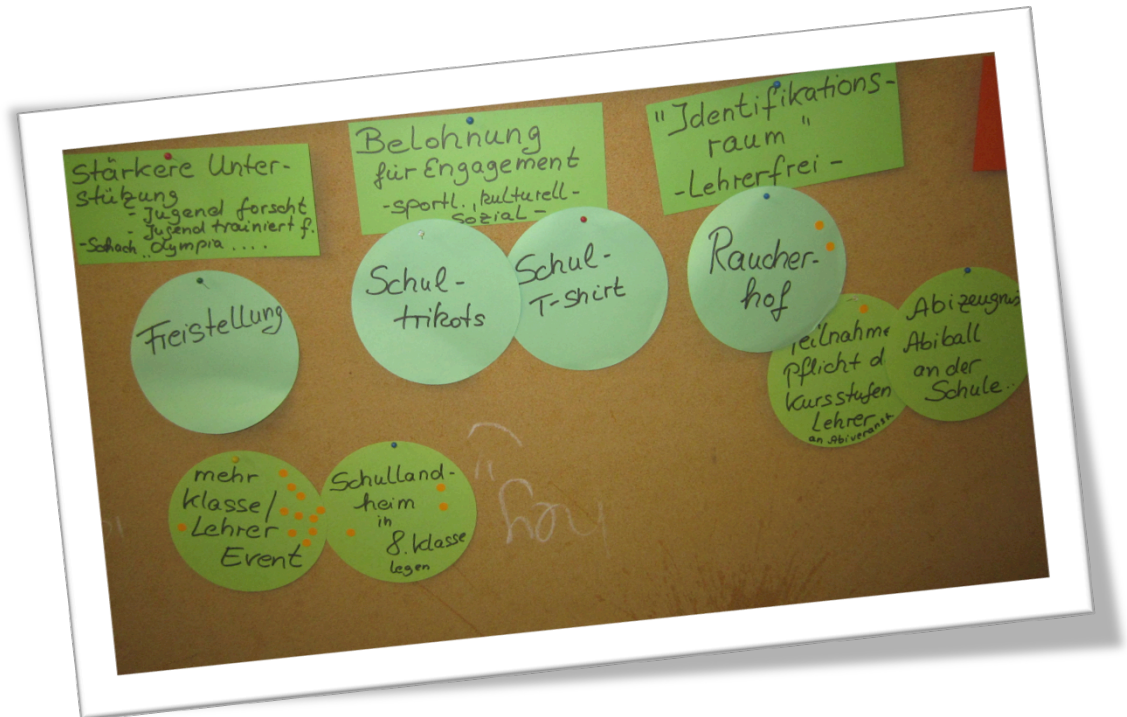 Stärkere Unter-
stützung
- Jugend forscht
- Jugend trainiert f.
- Schach, Olympia ....
Belohnung
für Engagement
- sportl., kulturell -
sozial -
"Identifikations-
raum"
- Lehrerfrei -
Freistellung
Schul-
trikots
Schul-
T-Shirt
Raucher-
hof
Teilnahme
pflicht d
Kursstufen
Lehrer
an Abiveranst
Abizeugnis
Abiball
an der
Schule..
mehr
Klasse/
Lehrer
Event
Schulland-
heim
in
8. Klasse
legen